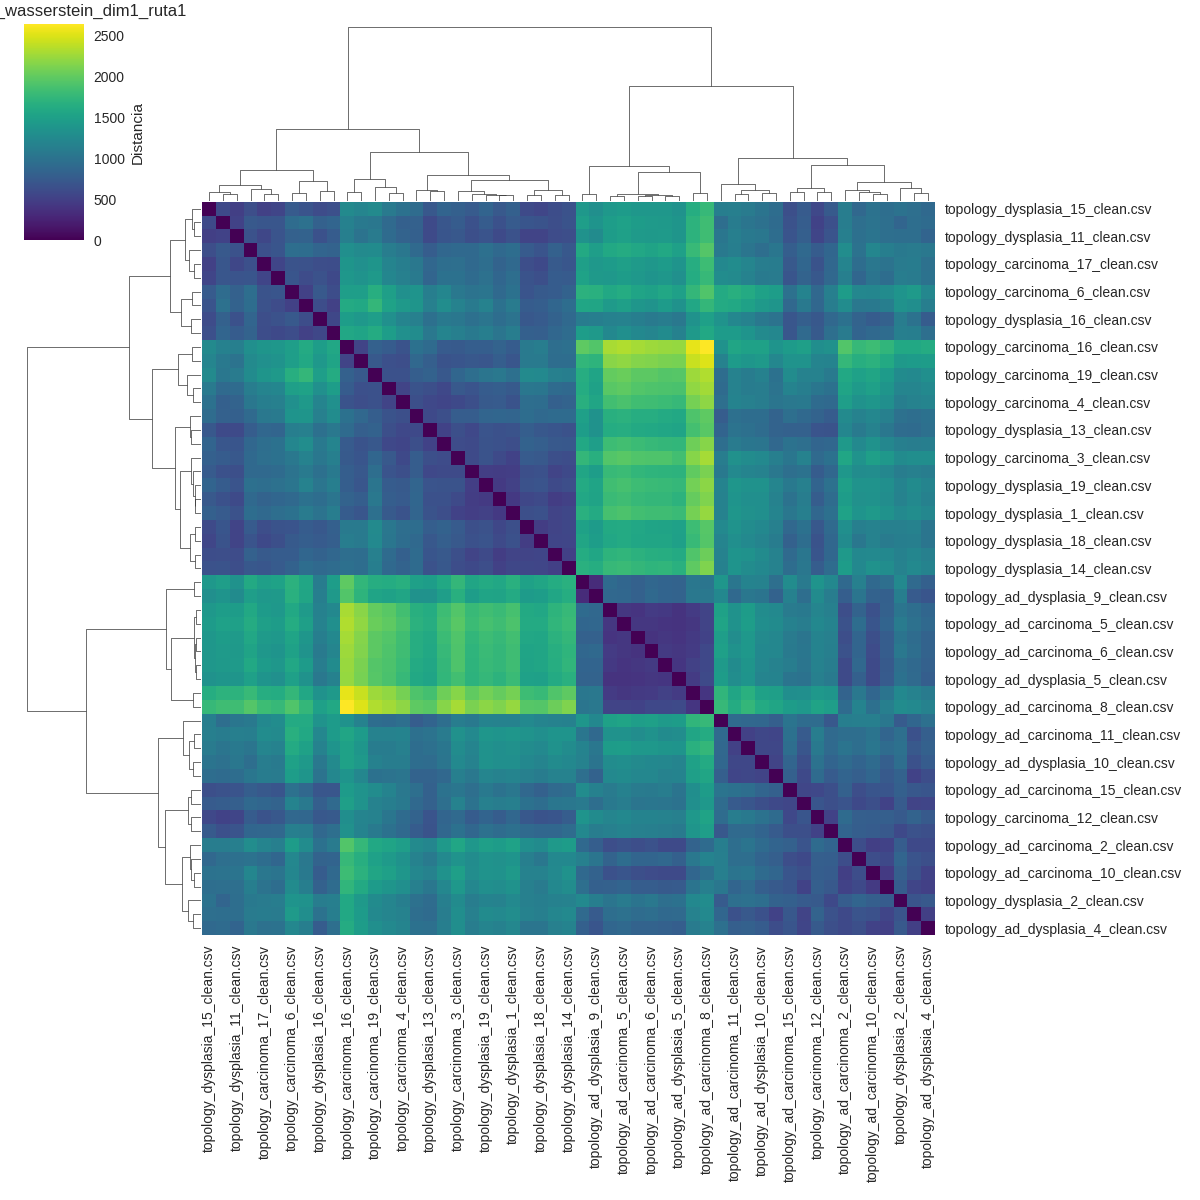 _wasserstein_dim1_ruta1
2500
2000
1500
1000
500
0
Distancia
topology_dysplasia_15_clean.csv
topology_dysplasia_11_clean.csv
topology_carcinoma_17_clean.csv
topology_carcinoma_6_clean.csv
topology_dysplasia_16_clean.csv
topology_carcinoma_16_clean.csv
topology_carcinoma_19_clean.csv
topology_carcinoma_4_clean.csv
topology_dysplasia_13_clean.csv
topology_carcinoma_3_clean.csv
topology_dysplasia_19_clean.csv
topology_dysplasia_1_clean.csv
topology_dysplasia_18_clean.csv
topology_dysplasia_14_clean.csv
topology_ad_dysplasia_9_clean.csv
topology_ad_carcinoma_5_clean.csv
topology_ad_carcinoma_6_clean.csv
topology_ad_dysplasia_5_clean.csv
topology_ad_carcinoma_8_clean.csv
topology_ad_carcinoma_11_clean.csv
topology_ad_dysplasia_10_clean.csv
topology_ad_carcinoma_15_clean.csv
topology_carcinoma_12_clean.csv
topology_ad_carcinoma_2_clean.csv
topology_ad_carcinoma_10_clean.csv
topology_dysplasia_2_clean.csv
topology_ad_dysplasia_4_clean.csv
topology_dysplasia_15_clean.csv
topology_dysplasia_11_clean.csv
topology_carcinoma_17_clean.csv
topology_carcinoma_6_clean.csv
topology_dysplasia_16_clean.csv
topology_carcinoma_16_clean.csv
topology_carcinoma_19_clean.csv
topology_carcinoma_4_clean.csv
topology_dysplasia_13_clean.csv
topology_carcinoma_3_clean.csv
topology_dysplasia_19_clean.csv
topology_dysplasia_1_clean.csv
topology_dysplasia_18_clean.csv
topology_dysplasia_14_clean.csv
topology_ad_dysplasia_9_clean.csv
topology_ad_carcinoma_5_clean.csv
topology_ad_carcinoma_6_clean.csv
topology_ad_dysplasia_5_clean.csv
topology_ad_carcinoma_8_clean.csv
topology_ad_carcinoma_11_clean.csv
topology_ad_dysplasia_10_clean.csv
topology_ad_carcinoma_15_clean.csv
topology_carcinoma_12_clean.csv
topology_ad_carcinoma_2_clean.csv
topology_ad_carcinoma_10_clean.csv
topology_dysplasia_2_clean.csv
topology_ad_dysplasia_4_clean.csv